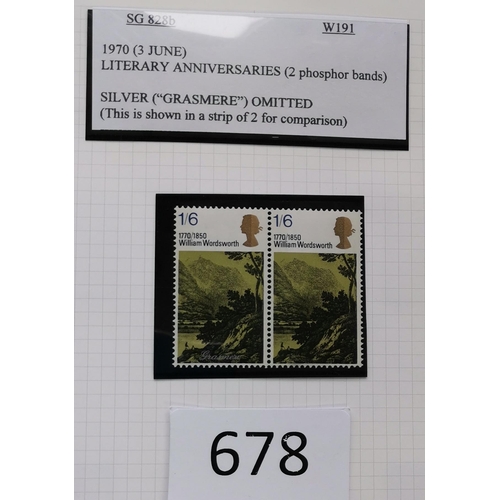 SG 828b W191
1970 (3 JUNE)
LITERARY ANNIVERSARIES (2 phosphor bands)
SILVER (“GRASMERE”) OMITTED
(This is shown in a strip of 2 for comparison)
1/6 1/6
1770/1850 1770/1850
William Wordsworth William Wordsworth
Grasmere
678